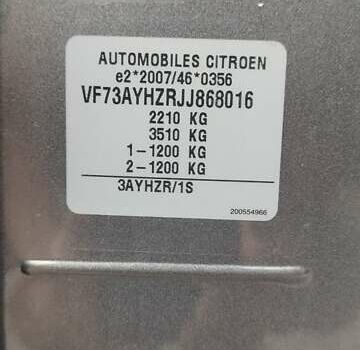 AUTOMOBILES CITROEN
e2*2007/46*0356
VF73AYHZRJJ868016
2210 KG
3510 KG
1-1200 KG
2-1200 KG
3AYHZR/1S
200554966